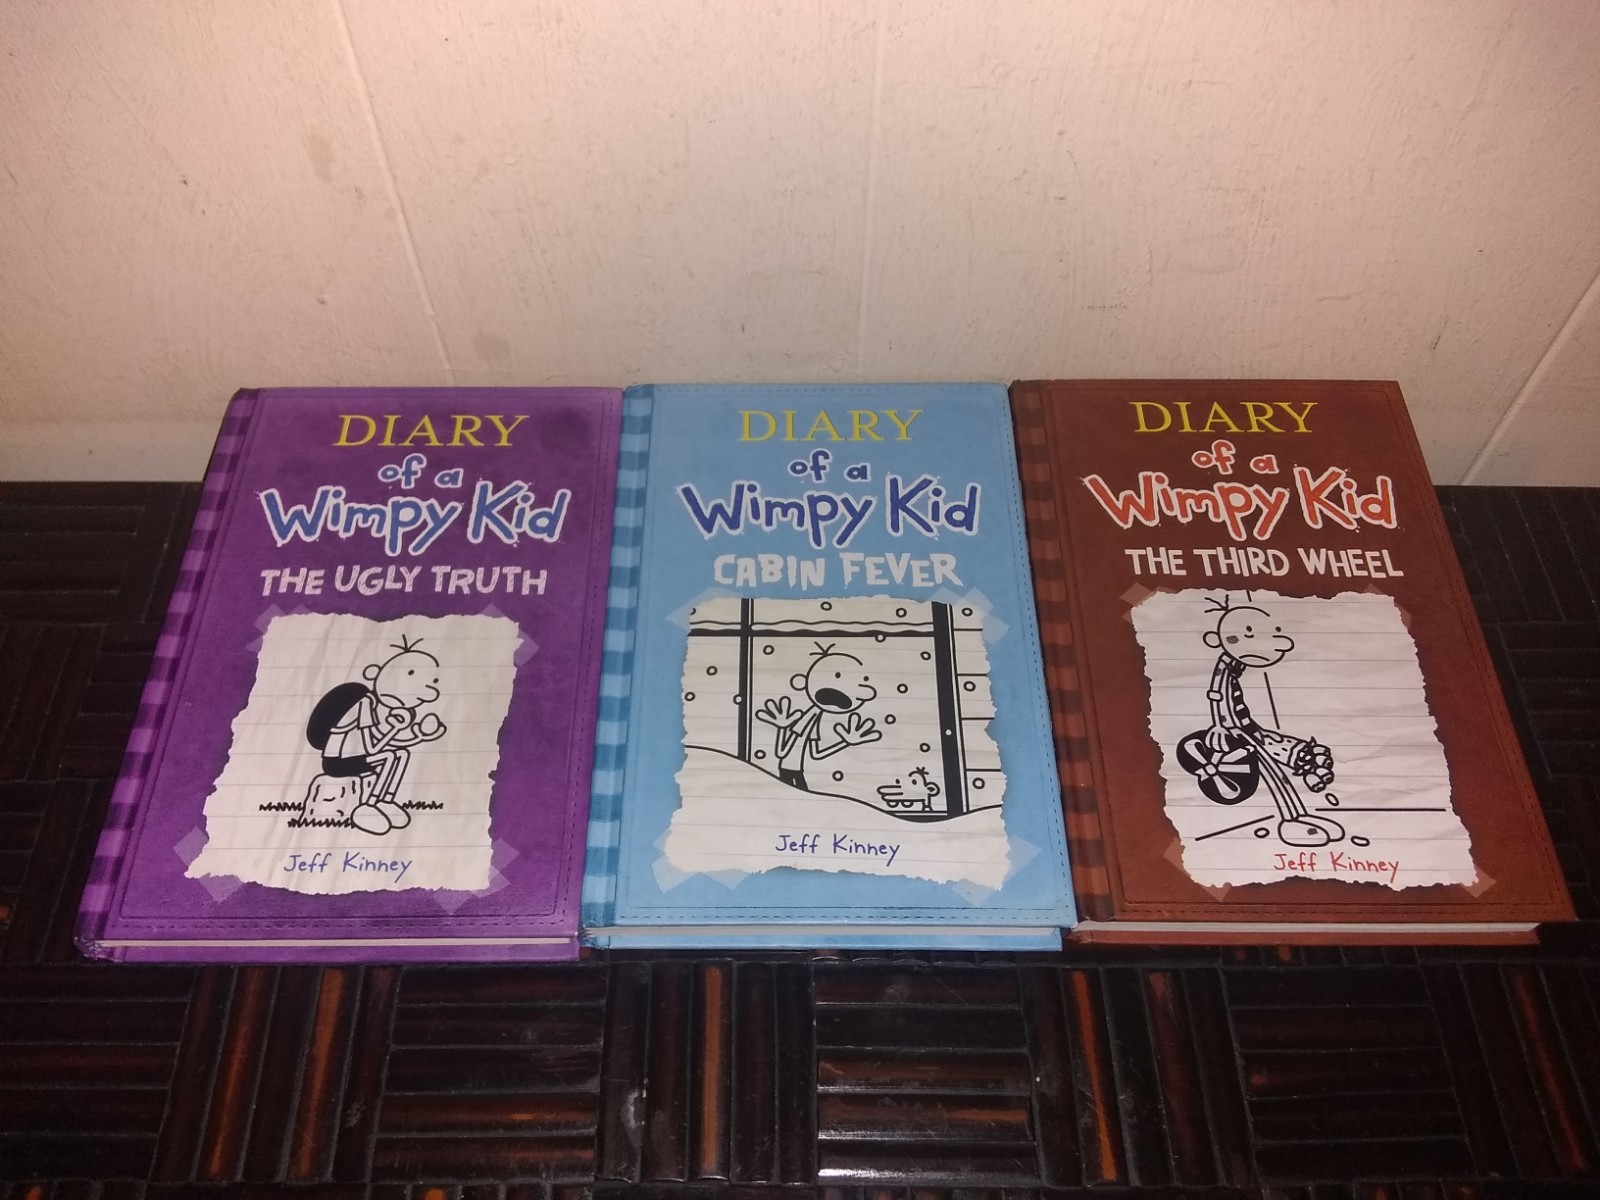 DIARY
of a
Wimpy Kid
THE UGLY TRUTH
Jeff Kinney
DIARY
of a
Wimpy Kid
CABIN FEVER
Jeff Kinney
DIARY
of a
Wimpy Kid
THE THIRD WHEEL
Jeff Kinney